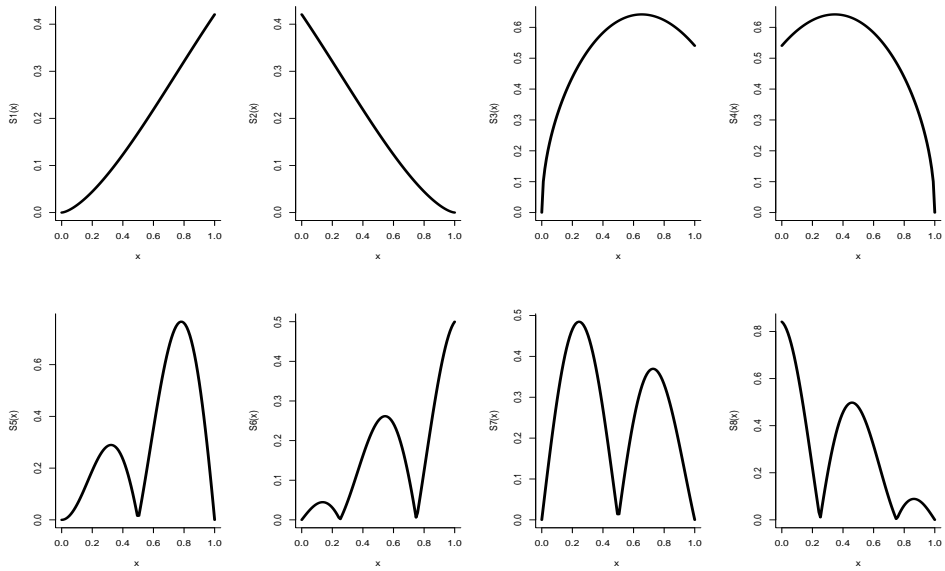 S1(x)
0.0 0.1 0.2 0.3 0.4
0.0 0.2 0.4 0.6 0.8 1.0
x
S2(x)
0.0 0.1 0.2 0.3 0.4
0.0 0.2 0.4 0.6 0.8 1.0
x
S3(x)
0.0 0.1 0.2 0.3 0.4 0.5 0.6
0.0 0.2 0.4 0.6 0.8 1.0
x
S4(x)
0.0 0.1 0.2 0.3 0.4 0.5 0.6
0.0 0.2 0.4 0.6 0.8 1.0
x
S5(x)
0.0 0.2 0.4 0.6
0.0 0.2 0.4 0.6 0.8 1.0
x
S6(x)
0.0 0.1 0.2 0.3 0.4 0.5
0.0 0.2 0.4 0.6 0.8 1.0
x
S7(x)
0.0 0.1 0.2 0.3 0.4 0.5
0.0 0.2 0.4 0.6 0.8 1.0
x
S8(x)
0.0 0.2 0.4 0.6 0.8
0.0 0.2 0.4 0.6 0.8 1.0
x